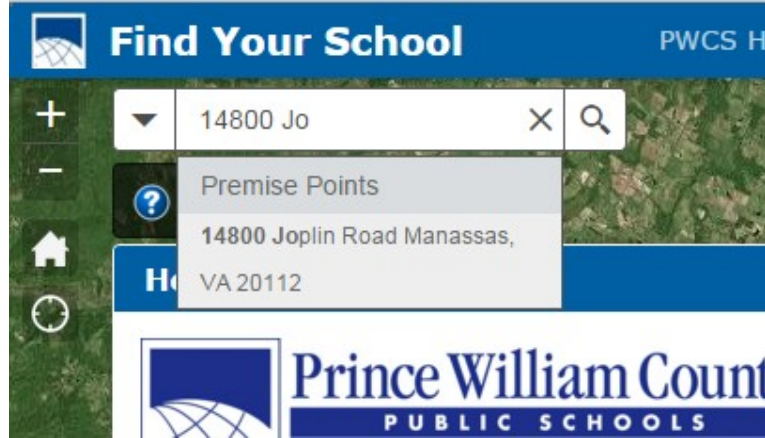 Find Your School
PWCS H
14800 Jo
Premise Points
14800 Joplin Road Manassas,
VA 20112
Prince William Count
PUBLIC SCHOOLS